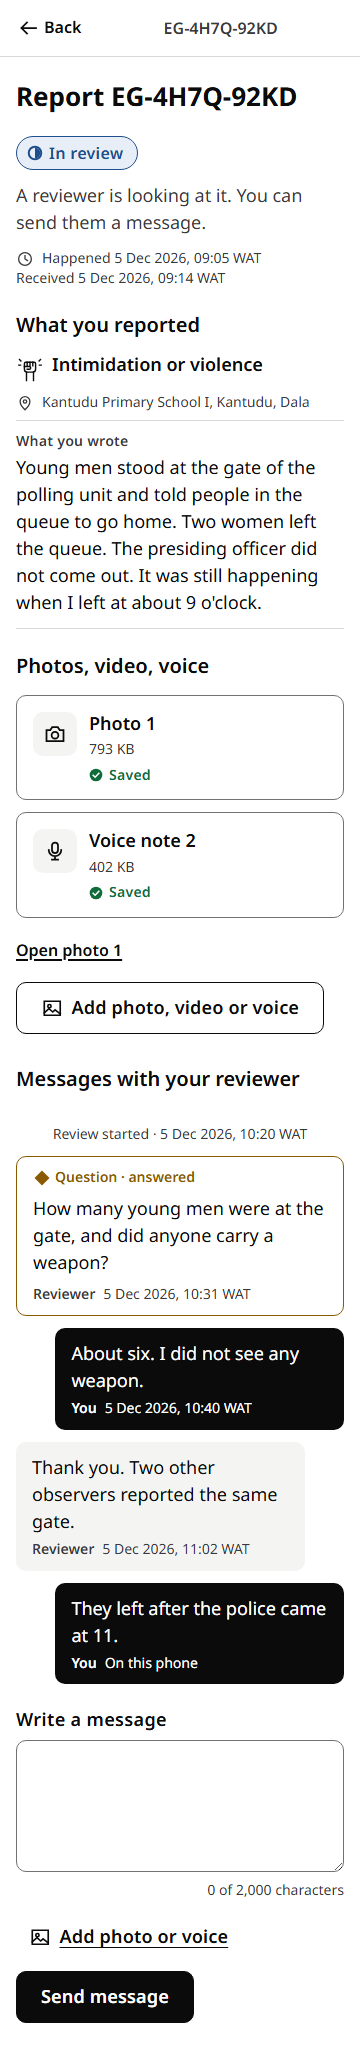 Back
EG-4H7Q-92KD
Report EG-4H7Q-92KD
In review
A reviewer is looking at it. You can
send them a message.
Happened 5 Dec 2026, 09:05 WAT
Received 5 Dec 2026, 09:14 WAT
What you reported
Intimidation or violence
Kantudu Primary School I, Kantudu, Dala
What you wrote
Young men stood at the gate of the
polling unit and told people in the
queue to go home. Two women left
the queue. The presiding officer did
not come out. It was still happening
when I left at about 9 o'clock.
Photos, video, voice
Photo 1
793 KB
Saved
Voice note 2
402 KB
Saved
Open photo 1
Add photo, video or voice
Messages with your reviewer
Review started · 5 Dec 2026, 10:20 WAT
Question · answered
How many young men were at the
gate, and did anyone carry a
weapon?
Reviewer 5 Dec 2026, 10:31 WAT
About six. I did not see any
weapon.
You 5 Dec 2026, 10:40 WAT
Thank you. Two other
observers reported the same
gate.
Reviewer 5 Dec 2026, 11:02 WAT
They left after the police came
at 11.
You On this phone
Write a message
0 of 2,000 characters
Add photo or voice
Send message